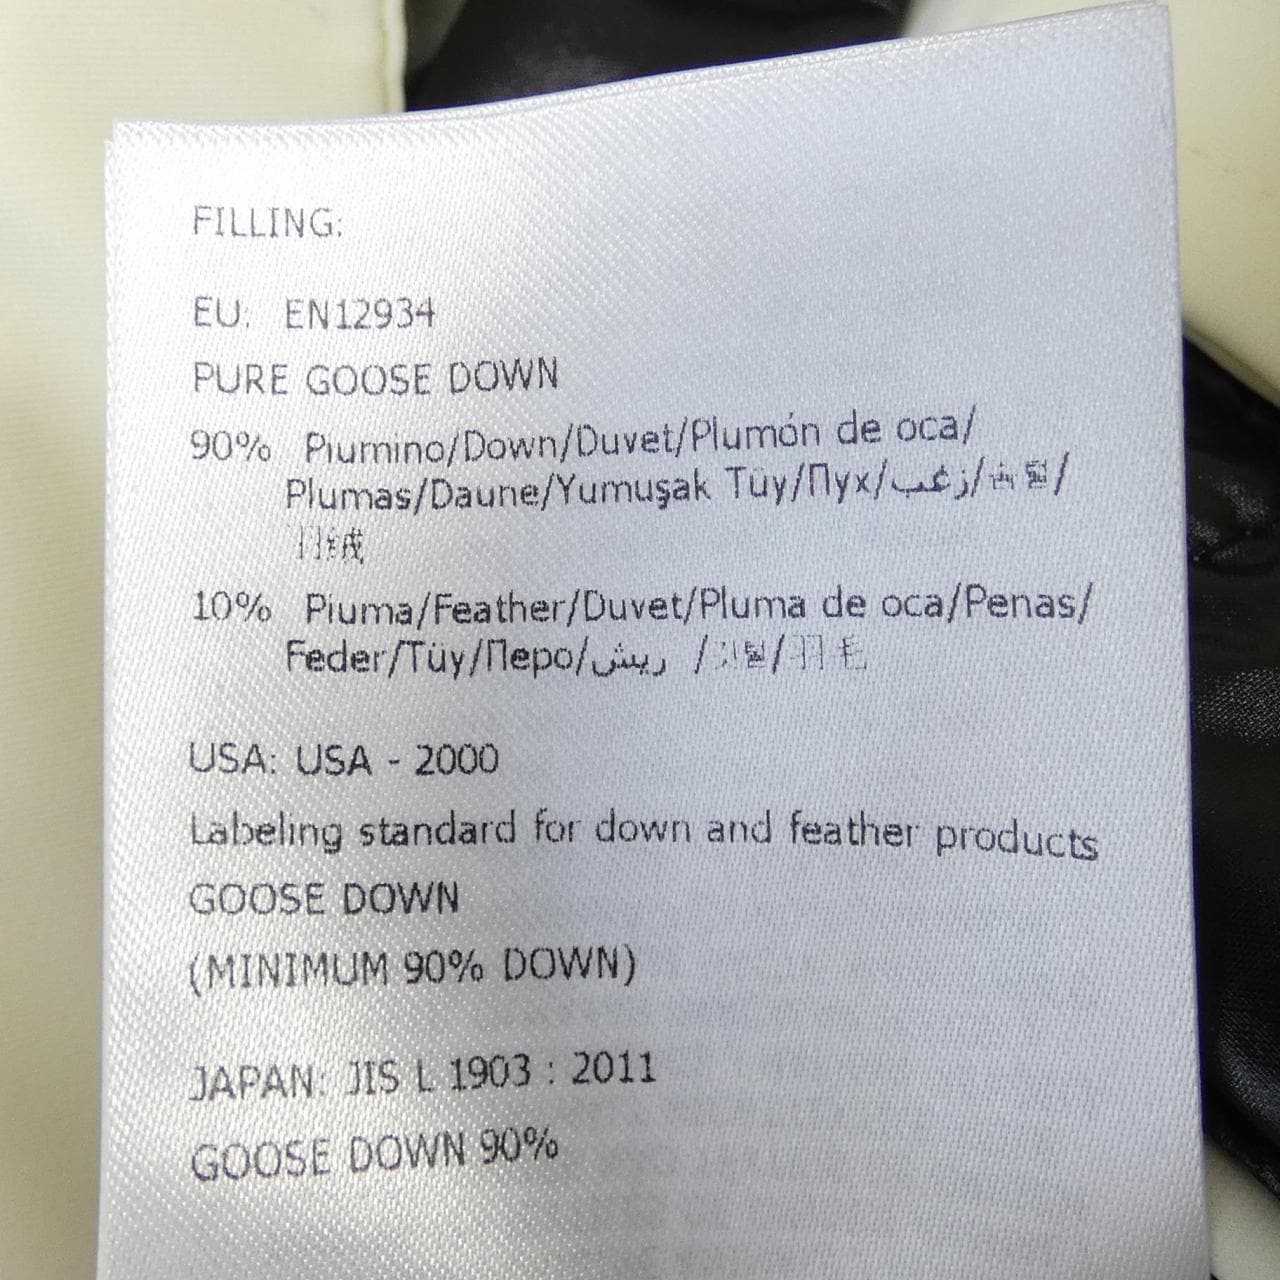 FILLING:
EU: EN12934
PURE GOOSE DOWN
90% Piumino/Down/Duvet/Plumón de oca/
Plumas/Daune/Yumuşak Tüy/Пух/زغب/
羽绒
10% Piuma/Feather/Duvet/Pluma de oca/Penas/
Feder/Tüy/Перо/ريش /羽毛
USA: USA - 2000
Labeling standard for down and feather products
GOOSE DOWN
(MINIMUM 90% DOWN)
JAPAN: JIS L 1903 : 2011
GOOSE DOWN 90%